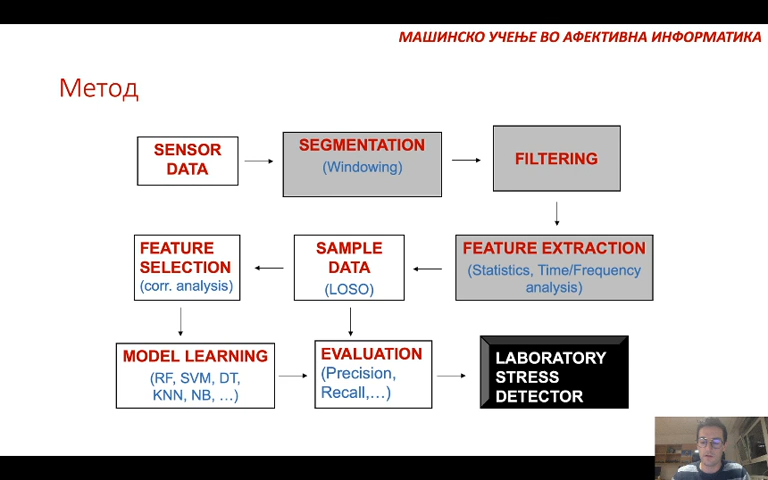 МАШИНСКО УЧЕЊЕ ВО АФЕКТИВНА ИНФОРМАТИКА
Метод
SENSOR
DATA
SEGMENTATION
(Windowing)
FILTERING
FEATURE
SELECTION
(corr. analysis)
SAMPLE
DATA
(LOSO)
FEATURE EXTRACTION
(Statistics, Time/Frequency
analysis)
MODEL LEARNING
(RF, SVM, DT,
KNN, NB, ...)
EVALUATION
(Precision,
Recall,...)
LABORATORY
STRESS
DETECTOR